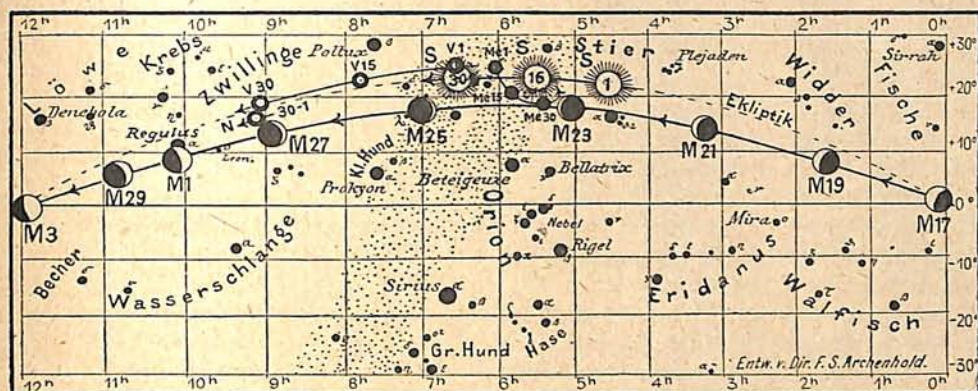 12h 11h 10h 9h 8h 7h 6h 5h 4h 3h 2h 1h 0h
Löwe
Krebs
Zwillinge
Pollux
Stier
Plejaden
Widder
Fische
Sirrah
V1
V15
V30
Me1
Me15
Me30
30
16
1
N
30-1
Denebola
Regulus
Ekliptik
+30°
+20°
+10°
0°
-10°
-20°
-30°
M3
M29
M1
M27
M25
M23
M21
M19
M17
Kl. Hund
Prokyon
Beteigeuze
Bellatrix
Orion
Nebel
Rigel
Mira
Becher
Wasserschlange
Sirius
Gr. Hund
Hase
Eridanus
Walfisch
Entw. v. Dir. F. S. Archenhold.
12h 11h 10h 9h 8h 7h 6h 5h 4h 3h 2h 1h 0h